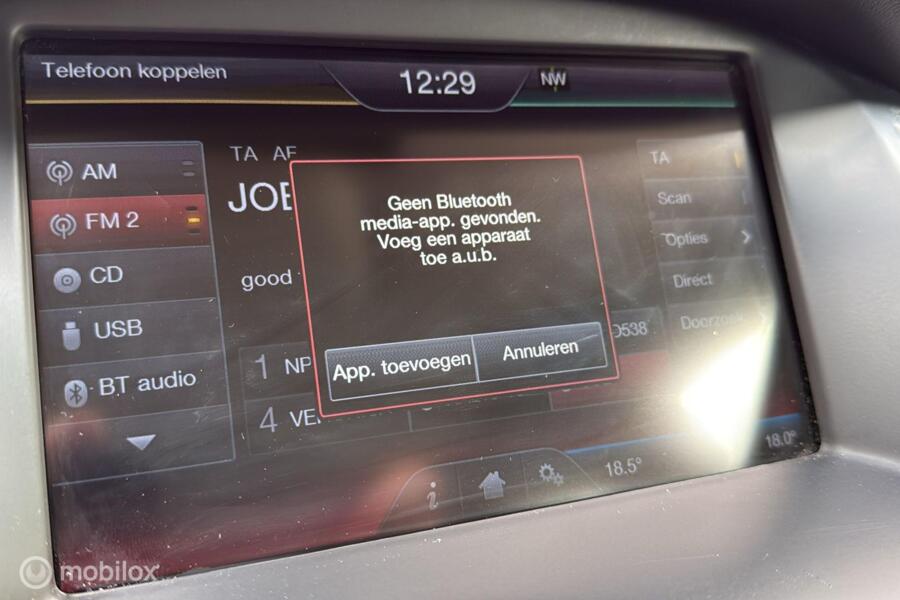 Telefoon koppelen
12:29
NW
TA AF
AM
FM 2
CD
USB
BT audio
JOE
good
Geen Bluetooth
media-app. gevonden.
Voeg een apparaat
toe a.u.b.
App. toevoegen
Annuleren
TA
Scan
Opties
Direct
1 NP
4 VE
18.5°
18.0°
i
mobilox